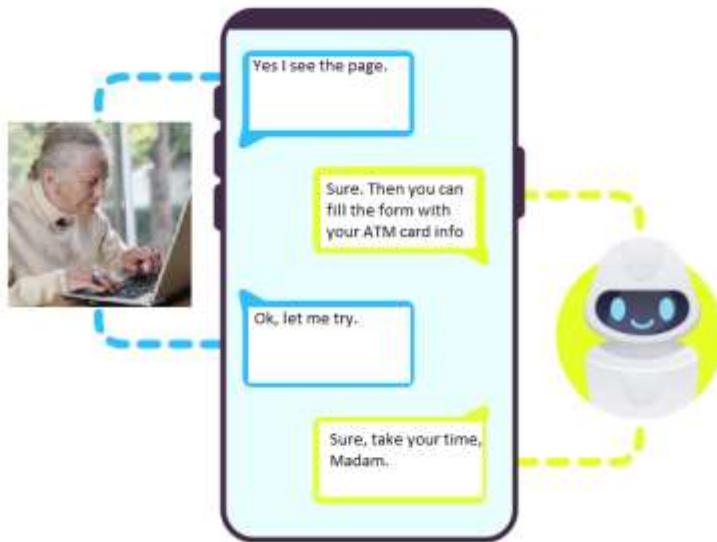 Yes I see the page.
Sure. Then you can
fill the form with
your ATM card info
Ok, let me try.
Sure, take your time,
Madam.